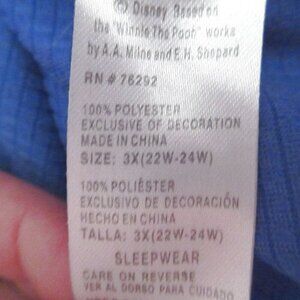 © Disney Based on
the "Winnie The Pooh" works
by A.A. Milne and E.H. Shepard
RN # 76292
100% POLYESTER
EXCLUSIVE OF DECORATION
MADE IN CHINA
SIZE: 3X(22W-24W)
100% POLIÉSTER
EXCLUSIVO DE DECORACIÓN
HECHO EN CHINA
TALLA: 3X(22W-24W)
SLEEPWEAR
CARE ON REVERSE
VER AL DORSO PARA CUIDADO